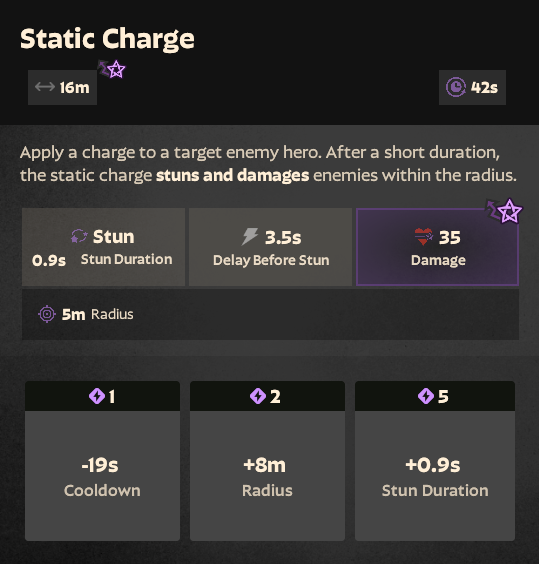 Static Charge
16m
42s
Apply a charge to a target enemy hero. After a short duration,
the static charge stuns and damages enemies within the radius.
Stun
0.9s Stun Duration
3.5s
Delay Before Stun
35
Damage
5m Radius
1
-19s
Cooldown
2
+8m
Radius
5
+0.9s
Stun Duration